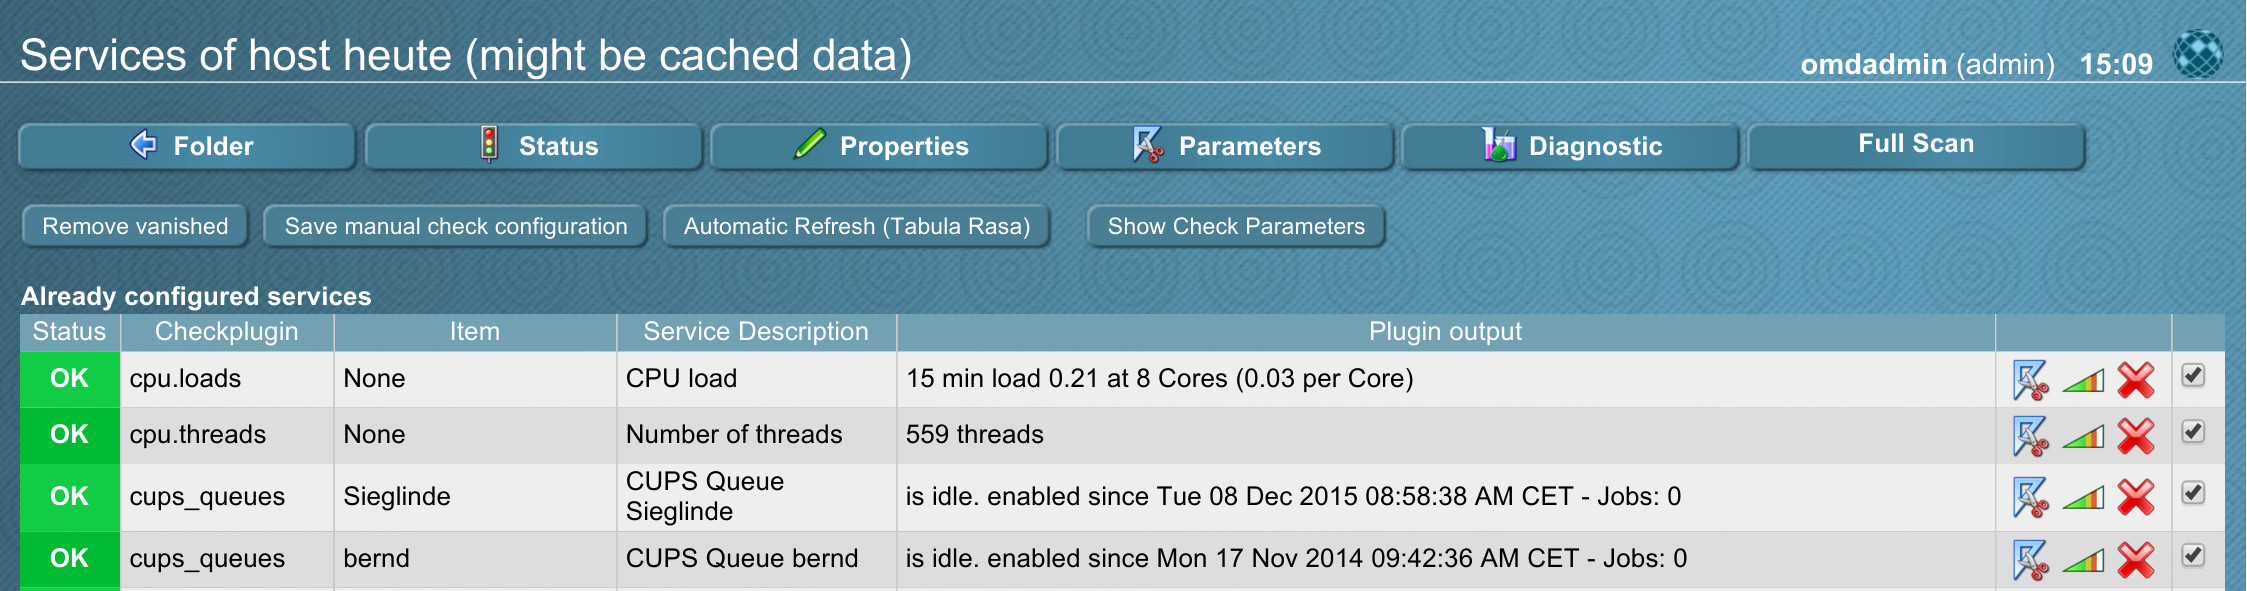 Services of host heute (might be cached data)
omdadmin (admin) 15:09
Folder Status Properties Parameters Diagnostic Full Scan
Remove vanished Save manual check configuration Automatic Refresh (Tabula Rasa) Show Check Parameters
Already configured services
Status Checkplugin Item Service Description Plugin output
OK cpu.loads None CPU load 15 min load 0.21 at 8 Cores (0.03 per Core)
OK cpu.threads None Number of threads 559 threads
OK cups_queues Sieglinde CUPS Queue Sieglinde is idle. enabled since Tue 08 Dec 2015 08:58:38 AM CET - Jobs: 0
OK cups_queues bernd CUPS Queue bernd is idle. enabled since Mon 17 Nov 2014 09:42:36 AM CET - Jobs: 0